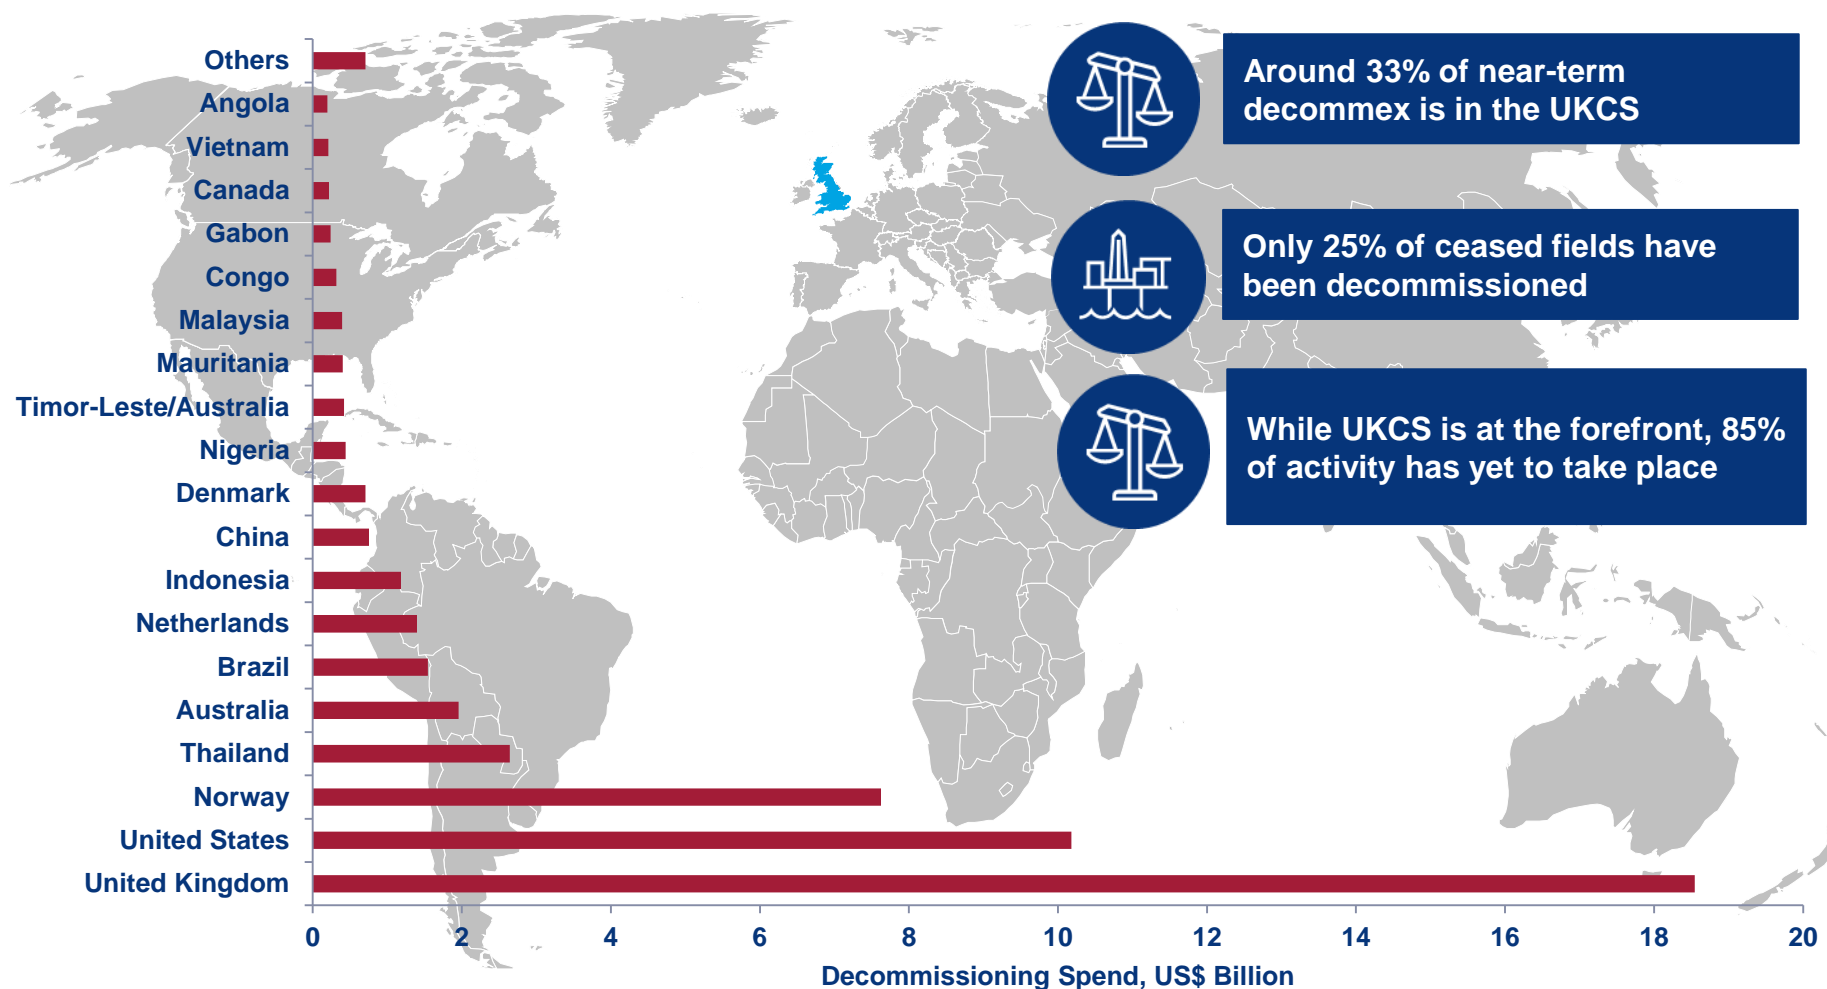 Others
Angola
Vietnam
Canada
Gabon
Congo
Malaysia
Mauritania
Timor-Leste/Australia
Nigeria
Denmark
China
Indonesia
Netherlands
Brazil
Australia
Thailand
Norway
United States
United Kingdom
0 2 4 6 8 10 12 14 16 18 20
Decommissioning Spend, US$ Billion
Around 33% of near-term
decommex is in the UKCS
Only 25% of ceased fields have
been decommissioned
While UKCS is at the forefront, 85%
of activity has yet to take place